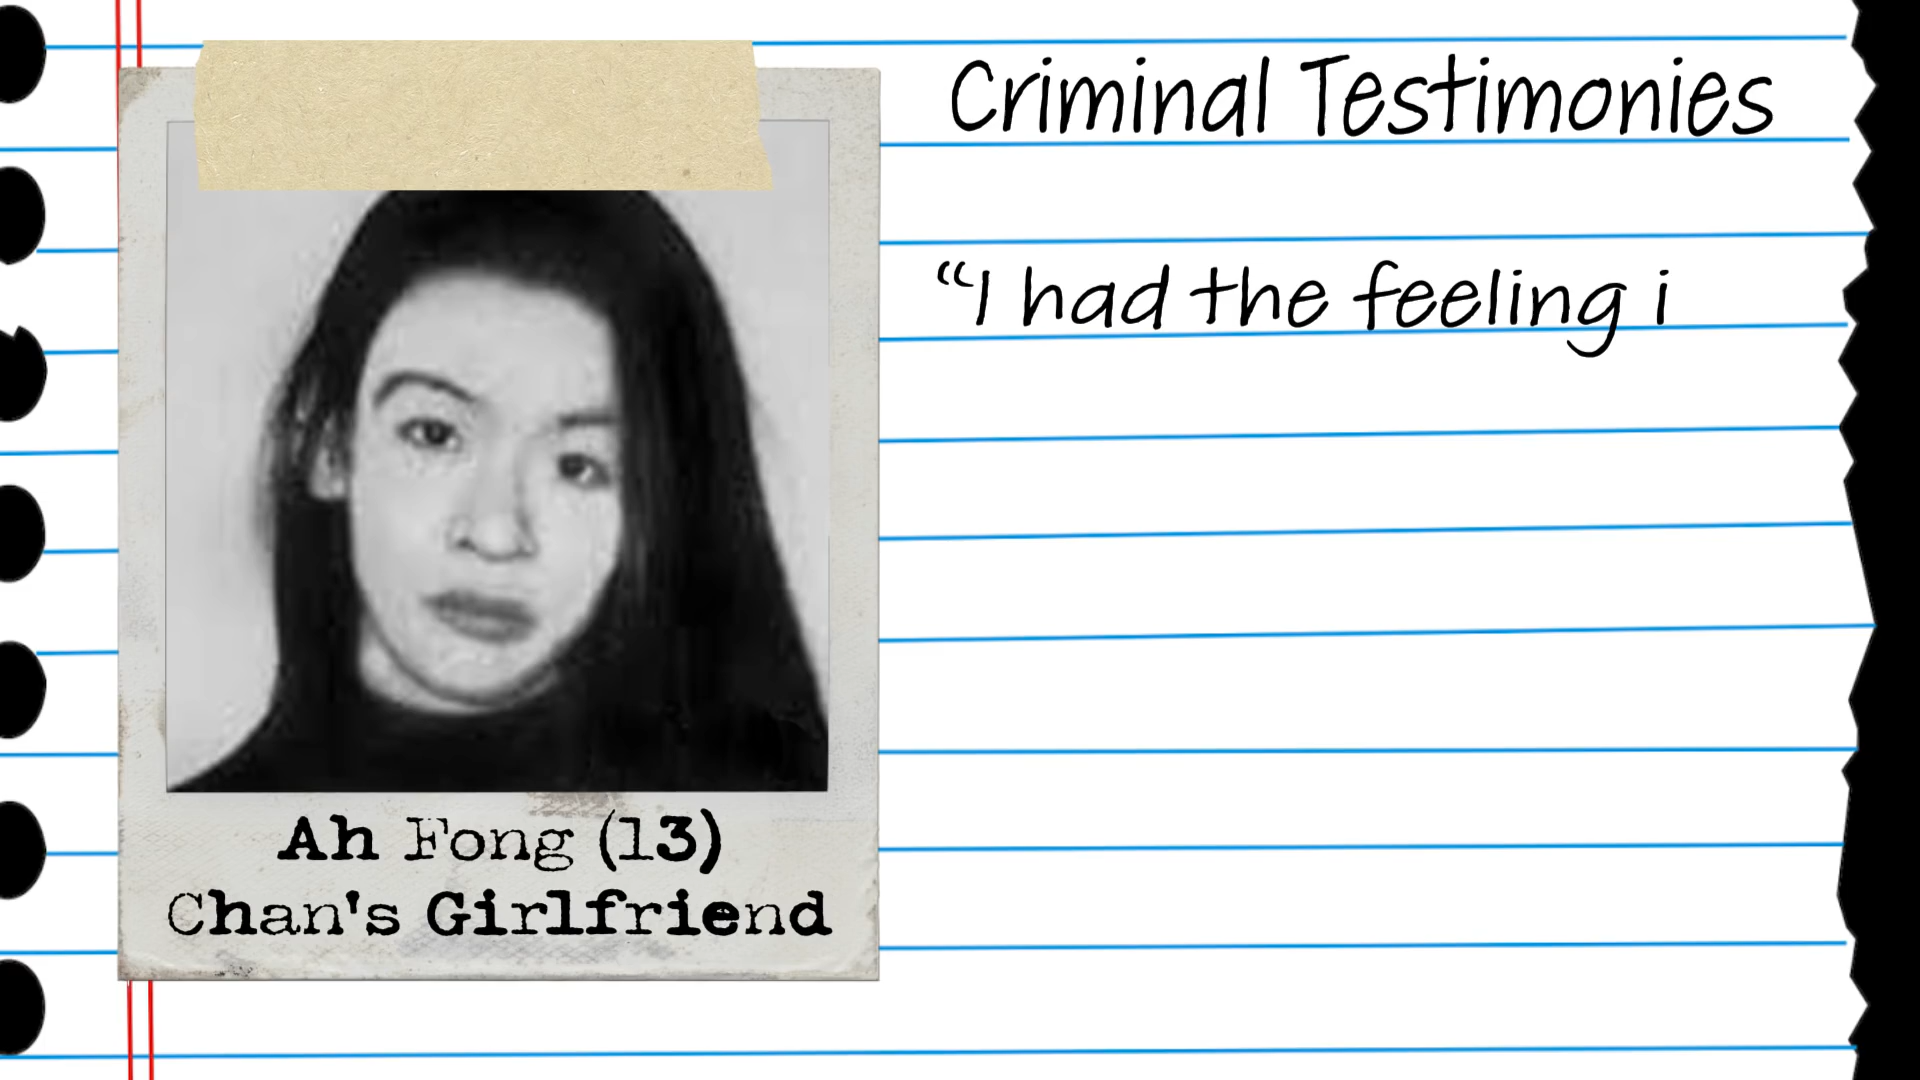 Criminal Testimonies
“I had the feeling i
Ah Fong (13)
Chan's Girlfriend